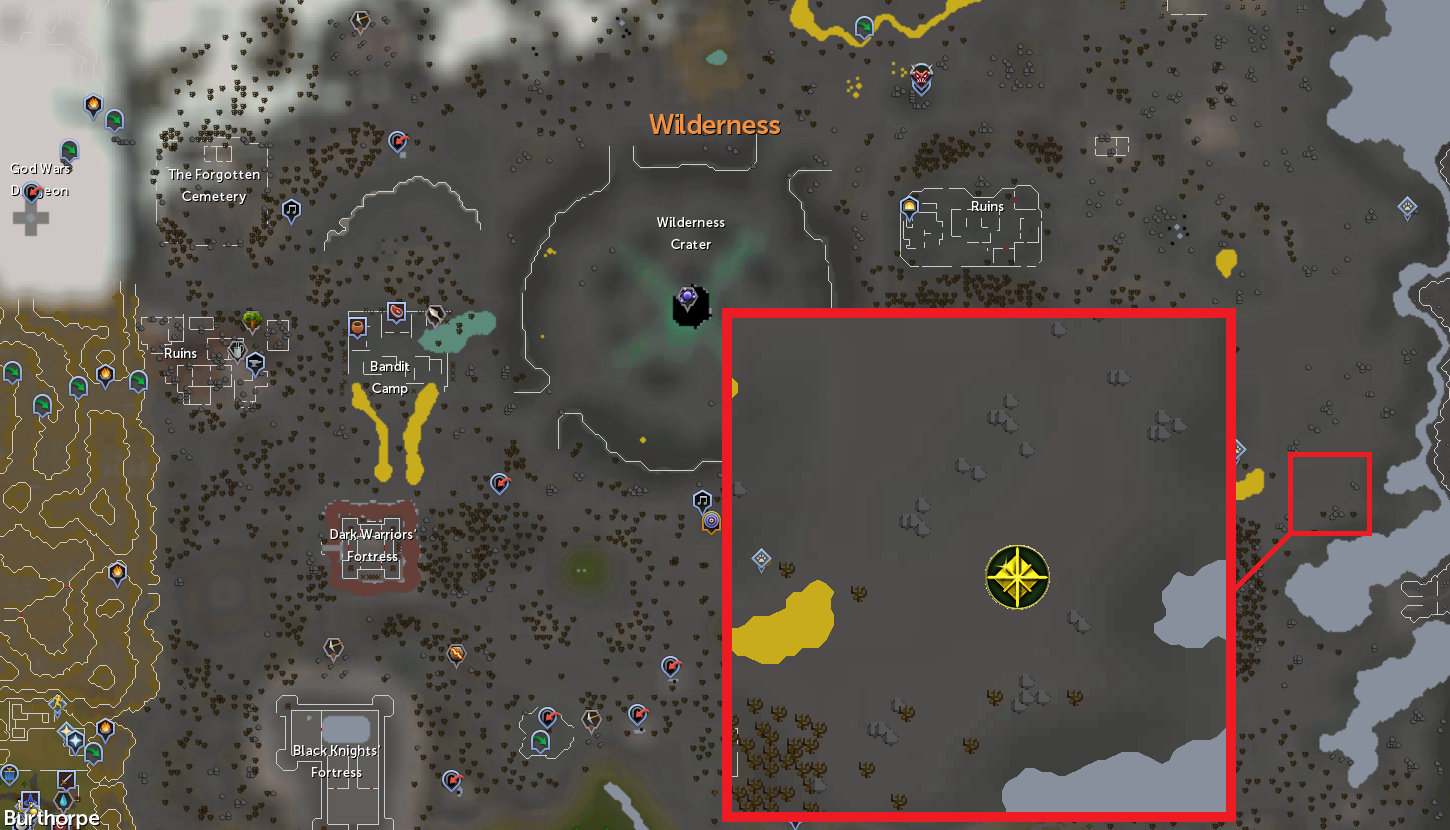 Wilderness
God Wars
Dungeon
The Forgotten
Cemetery
Wilderness
Crater
Ruins
Ruins
Bandit
Camp
Dark Warriors'
Fortress
Black Knights'
Fortress
Burthorpe